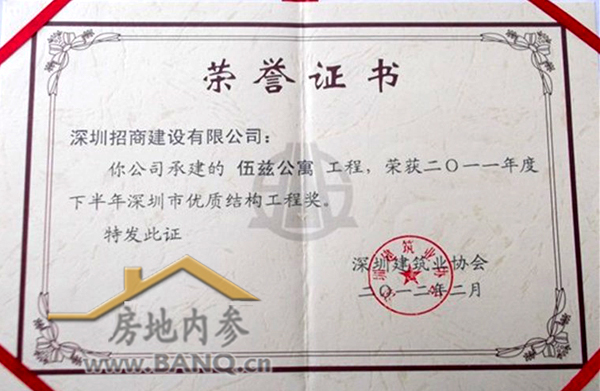 荣誉证书
深圳招商建设有限公司：
你公司承建的 伍兹公寓 工程，荣获二〇一一年度
下半年深圳市优质结构工程奖。
特发此证
深圳建筑业协会
二〇一二年二月
房地内参
www.BANQ.cn